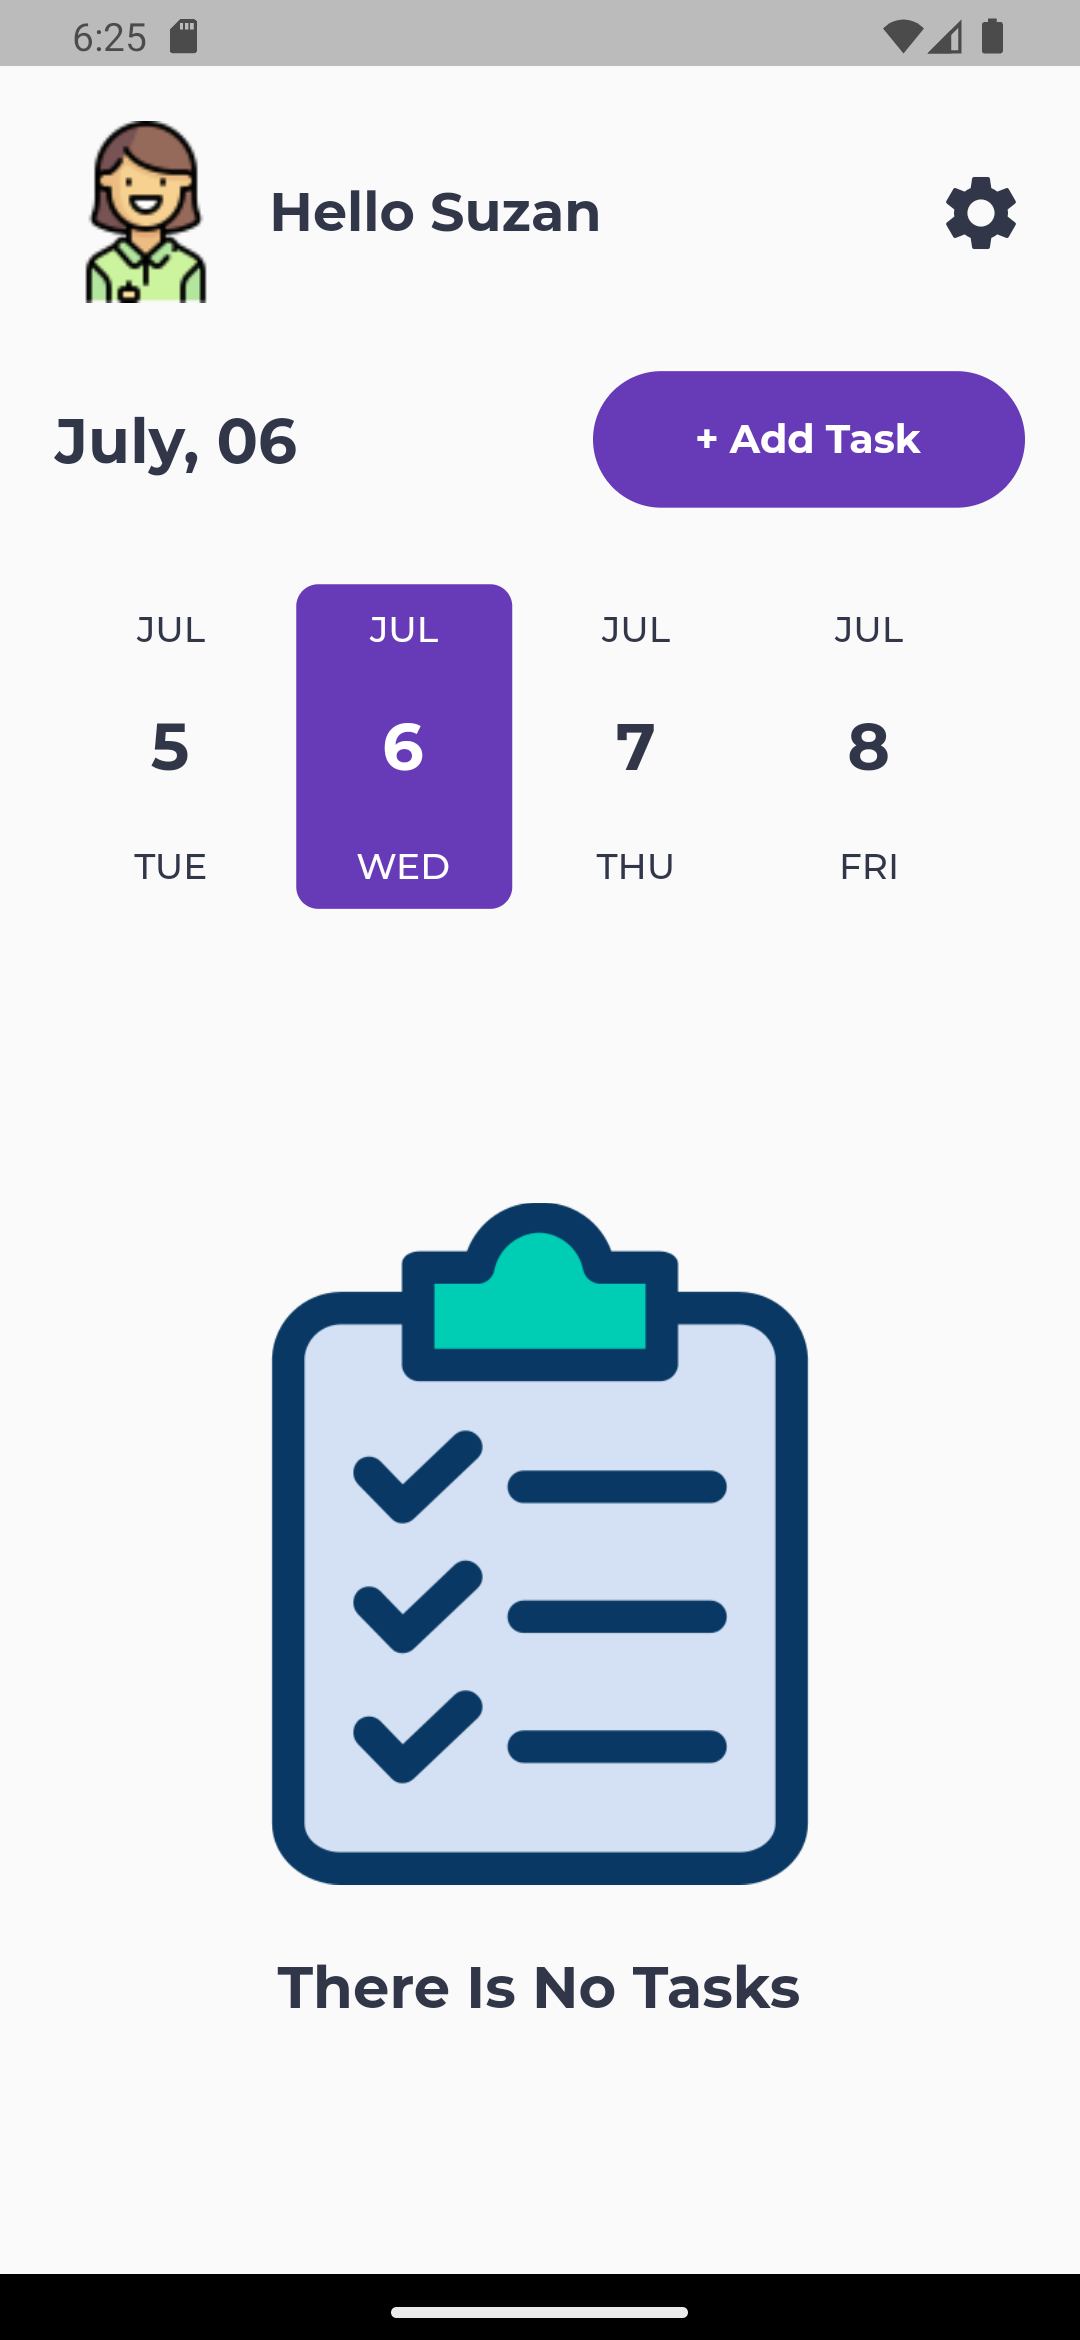 6:25
Hello Suzan
July, 06
+ Add Task
JUL JUL JUL JUL
5 6 7 8
TUE WED THU FRI
There Is No Tasks